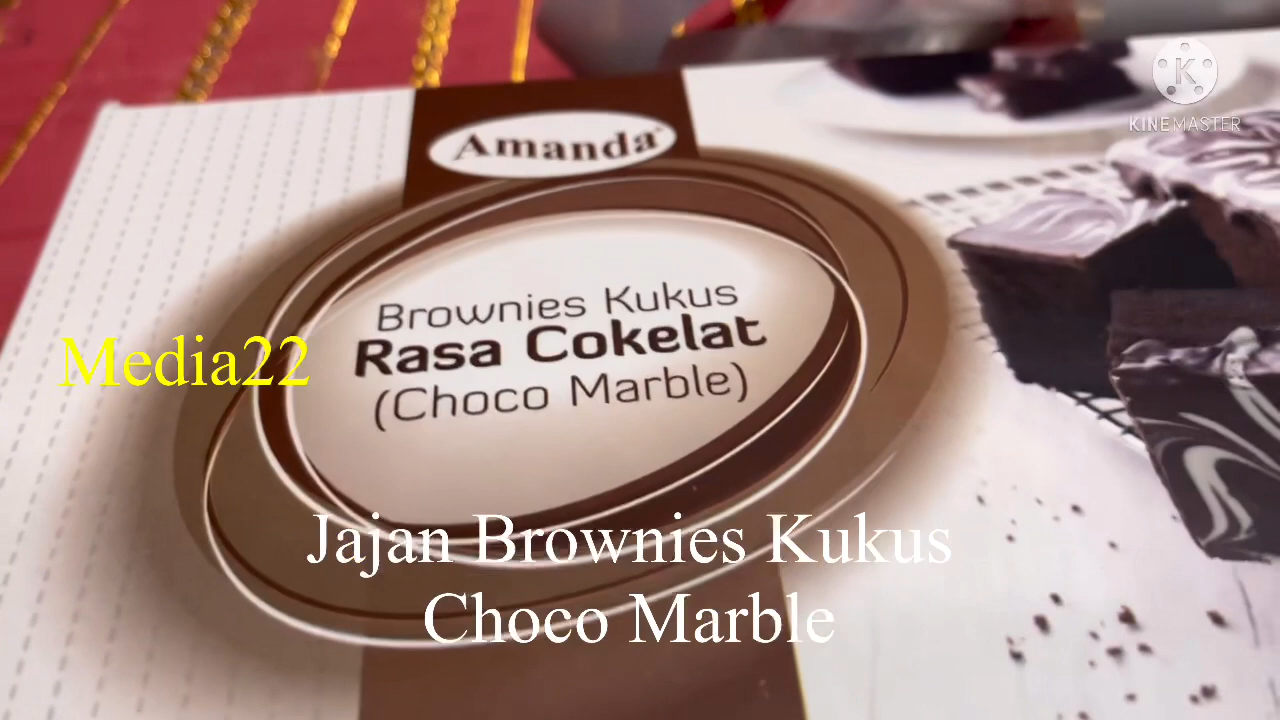 Amanda
K
KINEMASTER
Brownies Kukus
Rasa Cokelat
(Choco Marble)
Media22
Jajan Brownies Kukus
Choco Marble